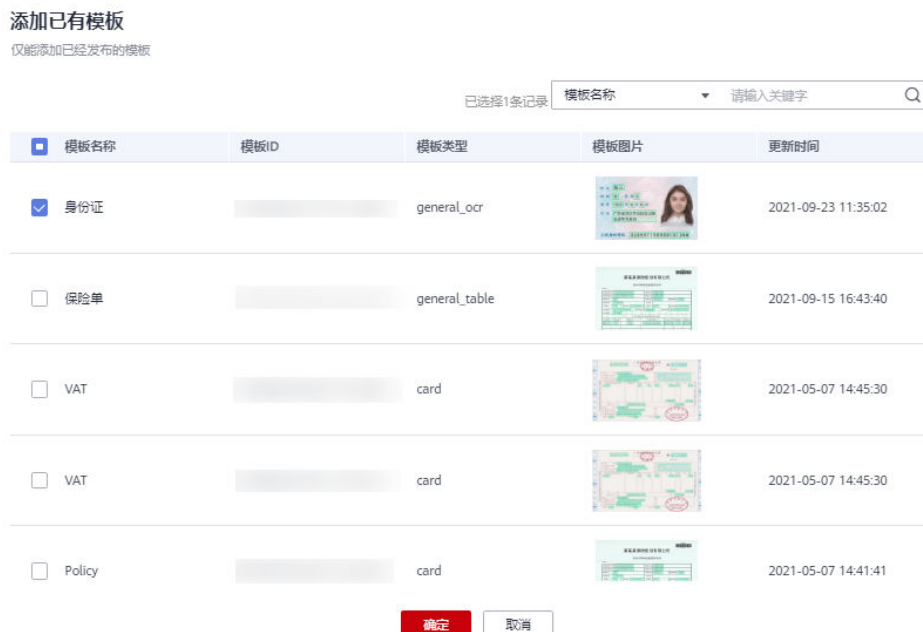 添加已有模板
仅能添加已经发布的模板
已选择1条记录 模板名称 请输入关键字
模板名称 模板ID 模板类型 模板图片 更新时间
身份证 general_ocr 2021-09-23 11:35:02
保险单 general_table 2021-09-15 16:43:40
VAT card 2021-05-07 14:45:30
VAT card 2021-05-07 14:45:30
Policy card 2021-05-07 14:41:41
确定 取消